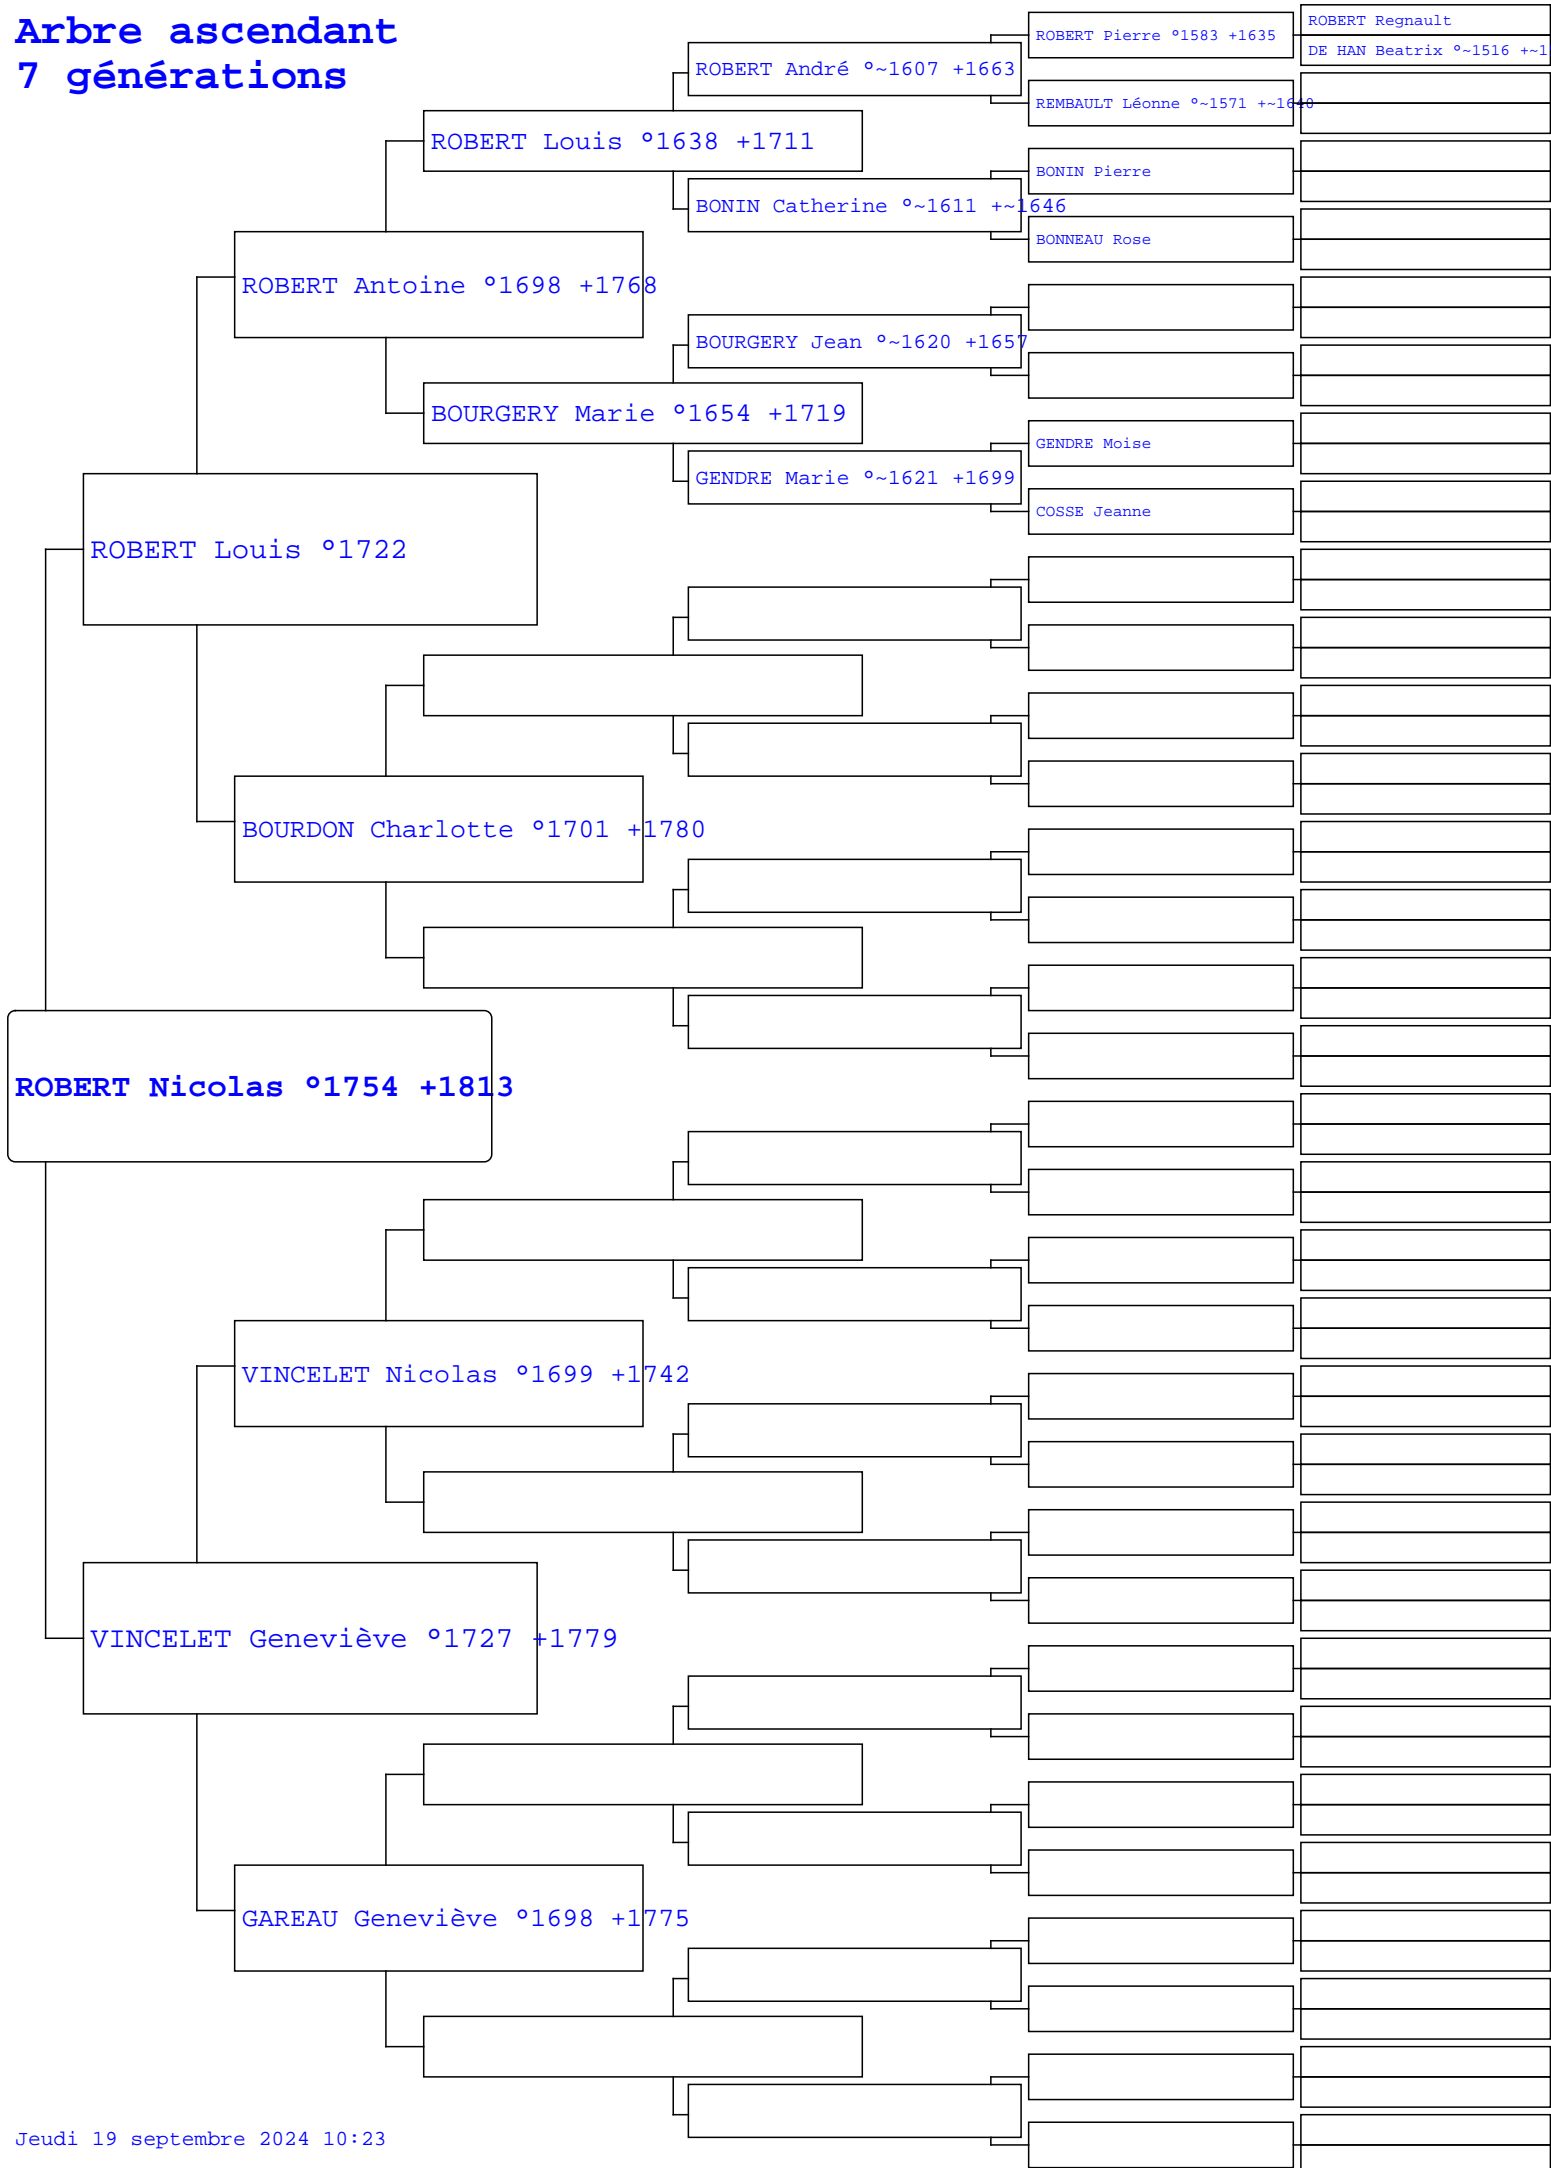 Arbre ascendant
7 générations
ROBERT Regnault
ROBERT Pierre °1583 +1635
DE HAN Beatrix °~1516 +~1
ROBERT André °~1607 +1663
REMBAULT Léonne °~1571 +~1640
ROBERT Louis °1638 +1711
BONIN Pierre
BONIN Catherine °~1611 +~1646
BONNEAU Rose
ROBERT Antoine °1698 +1768
BOURGERY Jean °~1620 +1657
BOURGERY Marie °1654 +1719
GENDRE Moise
GENDRE Marie °~1621 +1699
COSSE Jeanne
ROBERT Louis °1722
BOURDON Charlotte °1701 +1780
ROBERT Nicolas °1754 +1813
VINCELET Nicolas °1699 +1742
VINCELET Geneviève °1727 +1779
GAREAU Geneviève °1698 +1775
Jeudi 19 septembre 2024 10:23